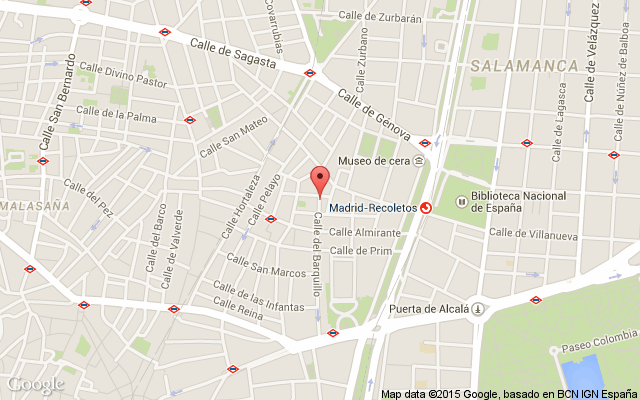 Calle de Zurbarán
Covarrubias
Calle Zurbano
Calle de Velázquez
Calle de Núñez de Balboa
Calle de Sagasta
SALAMANCA
Calle Divino Pastor
Calle San Bernardo
Calle de Lagasca
Calle de Génova
Calle de la Palma
Calle San Mateo
Museo de cera
Calle Hortaleza
Calle Pelayo
Calle del Pez
MALASAÑA
Biblioteca Nacional
de España
Madrid-Recoletos
Calle del Barco
Calle de Valverde
Calle del Barquillo
Calle Almirante
Calle de Villanueva
Calle de Prim
Calle San Marcos
Calle de las Infantas
Calle Reina
Puerta de Alcalá
Paseo Colombia
Google
Map data ©2015 Google, basado en BCN IGN España